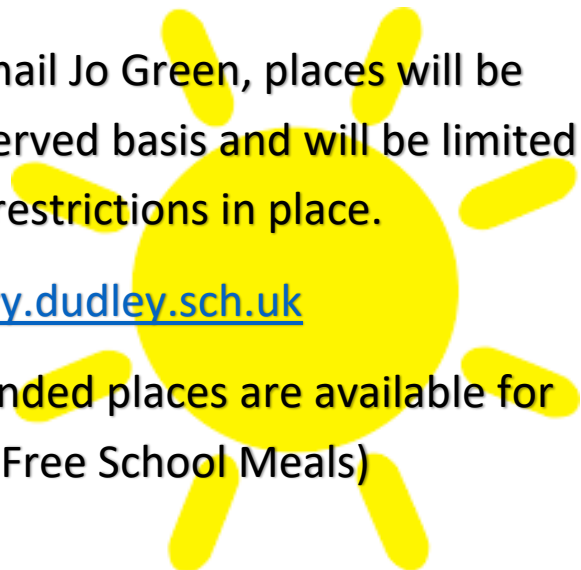 nail Jo Green, places will be
erved basis and will be limited
restrictions in place.
y.dudley.sch.uk
nded places are available for
Free School Meals)